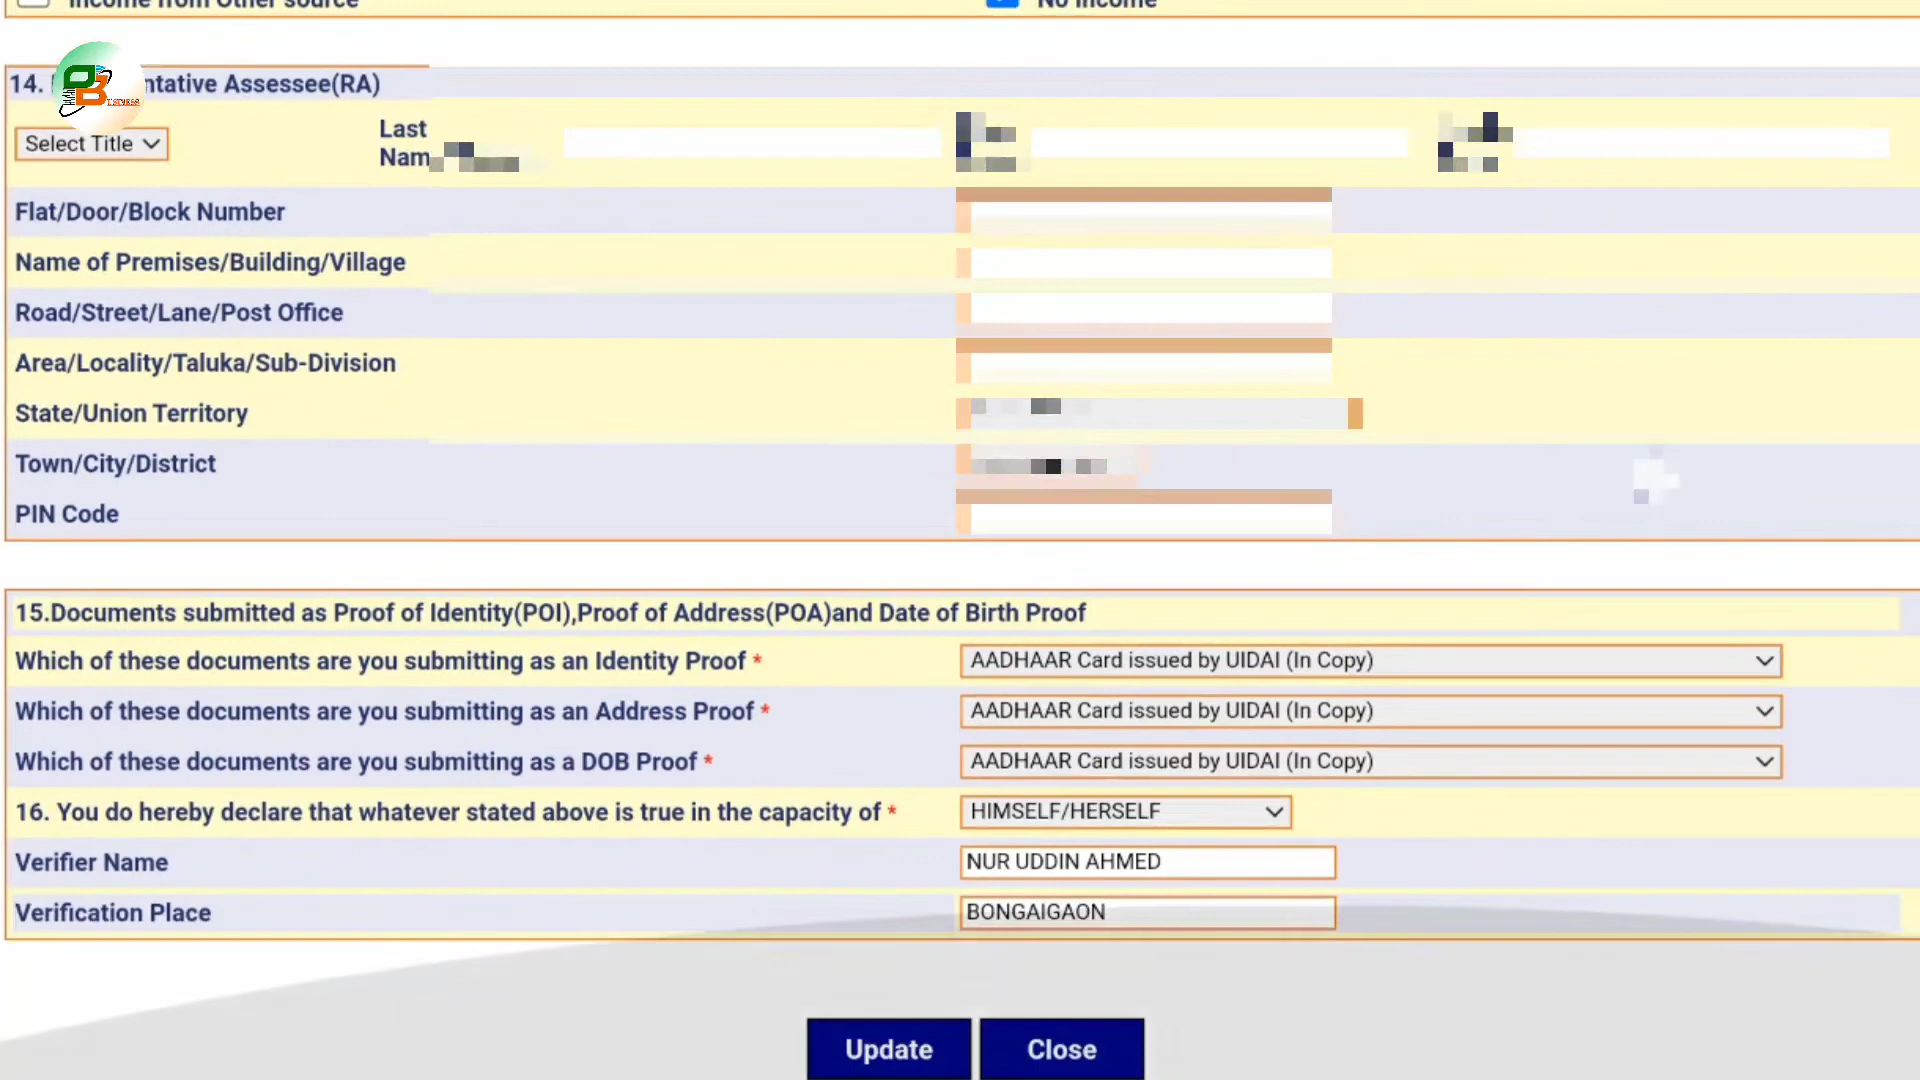 Income from Other source No Income
14. ntative Assessee(RA)
Select Title Last
Nam
Flat/Door/Block Number
Name of Premises/Building/Village
Road/Street/Lane/Post Office
Area/Locality/Taluka/Sub-Division
State/Union Territory
Town/City/District
PIN Code
15.Documents submitted as Proof of Identity(POI),Proof of Address(POA)and Date of Birth Proof
Which of these documents are you submitting as an Identity Proof * AADHAAR Card issued by UIDAI (In Copy)
Which of these documents are you submitting as an Address Proof * AADHAAR Card issued by UIDAI (In Copy)
Which of these documents are you submitting as a DOB Proof * AADHAAR Card issued by UIDAI (In Copy)
16. You do hereby declare that whatever stated above is true in the capacity of * HIMSELF/HERSELF
Verifier Name NUR UDDIN AHMED
Verification Place BONGAIGAON
Update Close